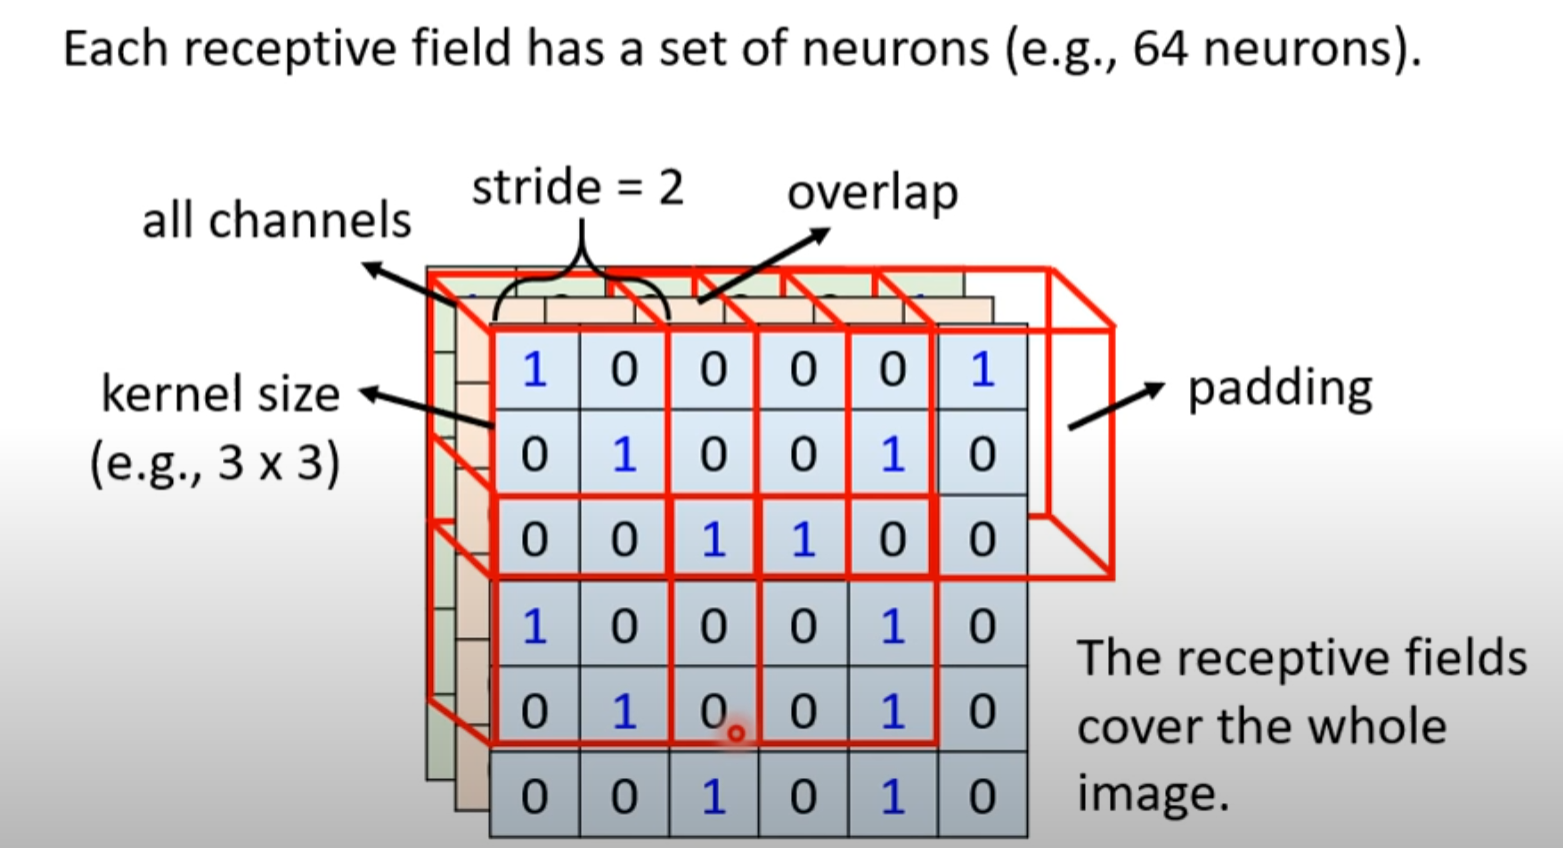 Each receptive field has a set of neurons (e.g., 64 neurons).
stride = 2
overlap
all channels
kernel size
(e.g., 3 x 3)
padding
1 0 0 0 0 1
0 1 0 0 1 0
0 0 1 1 0 0
1 0 0 0 1 0
0 1 0 0 1 0
0 0 1 0 1 0
The receptive fields
cover the whole
image.